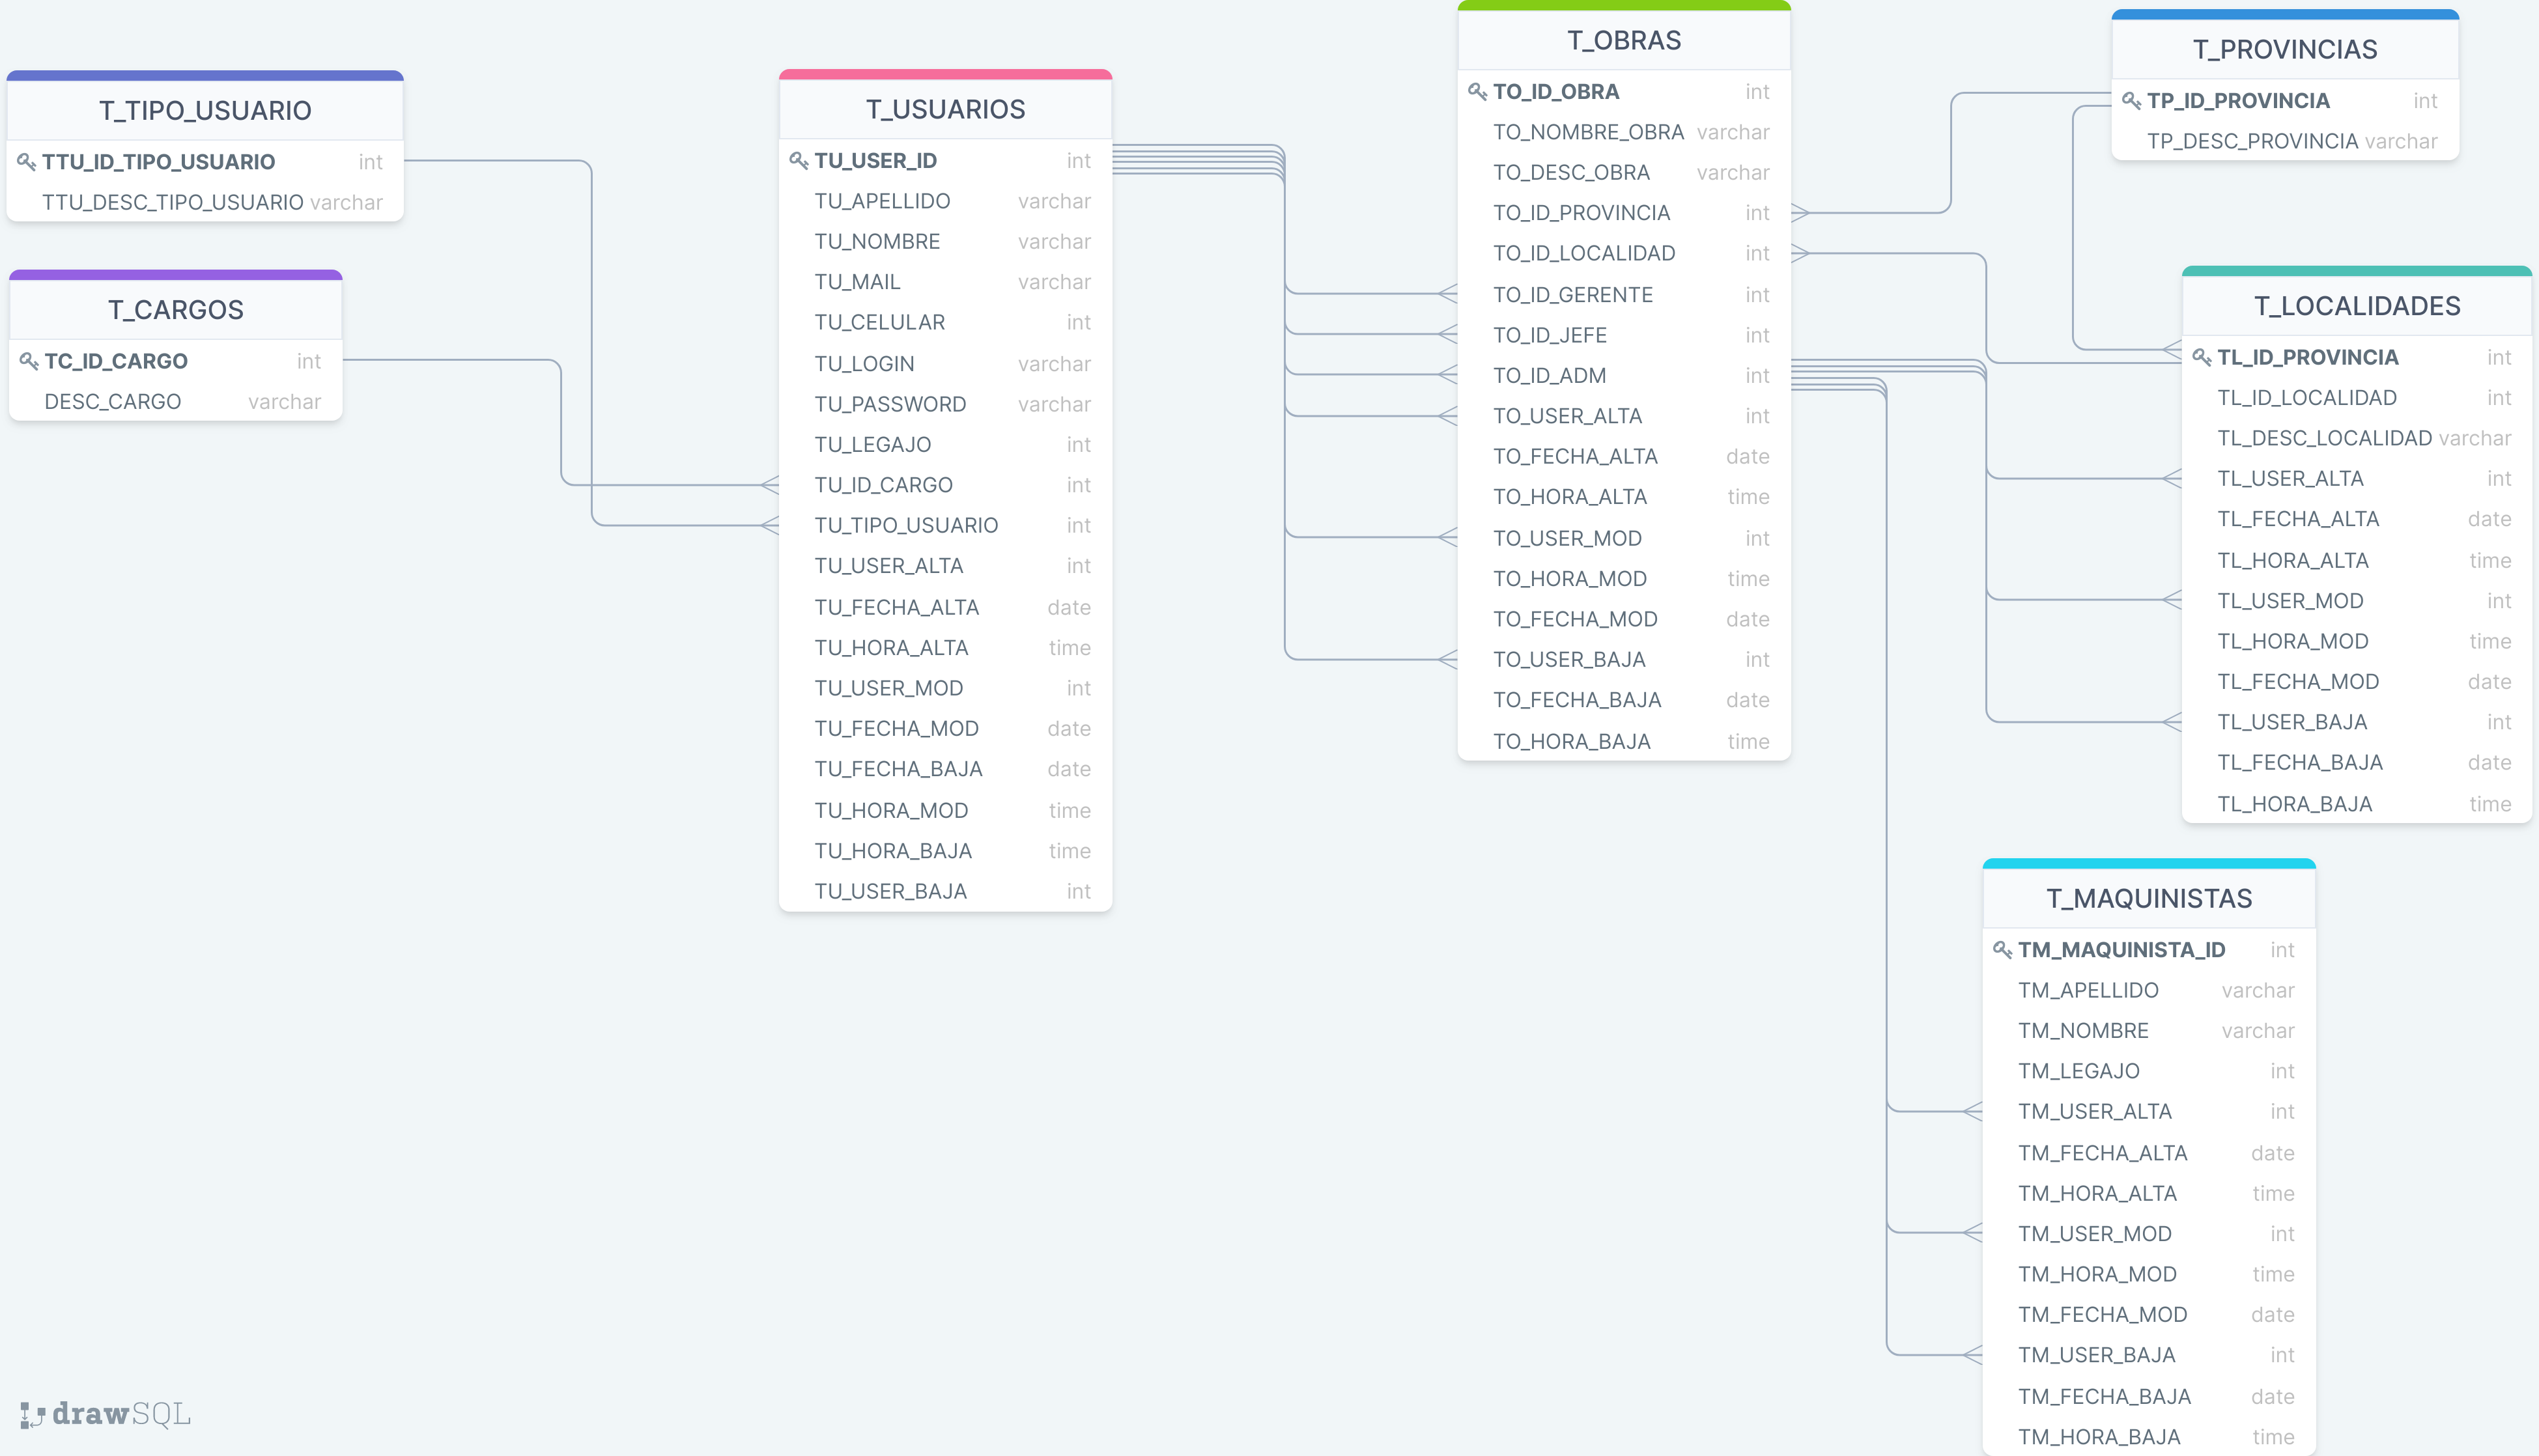 T_TIPO_USUARIO
TTU_ID_TIPO_USUARIO int
TTU_DESC_TIPO_USUARIO varchar
T_CARGOS
TC_ID_CARGO int
DESC_CARGO varchar
T_USUARIOS
TU_USER_ID int
TU_APELLIDO varchar
TU_NOMBRE varchar
TU_MAIL varchar
TU_CELULAR int
TU_LOGIN varchar
TU_PASSWORD varchar
TU_LEGAJO int
TU_ID_CARGO int
TU_TIPO_USUARIO int
TU_USER_ALTA int
TU_FECHA_ALTA date
TU_HORA_ALTA time
TU_USER_MOD int
TU_FECHA_MOD date
TU_FECHA_BAJA date
TU_HORA_MOD time
TU_HORA_BAJA time
TU_USER_BAJA int
T_OBRAS
TO_ID_OBRA int
TO_NOMBRE_OBRA varchar
TO_DESC_OBRA varchar
TO_ID_PROVINCIA int
TO_ID_LOCALIDAD int
TO_ID_GERENTE int
TO_ID_JEFE int
TO_ID_ADM int
TO_USER_ALTA int
TO_FECHA_ALTA date
TO_HORA_ALTA time
TO_USER_MOD int
TO_HORA_MOD time
TO_FECHA_MOD date
TO_USER_BAJA int
TO_FECHA_BAJA date
TO_HORA_BAJA time
T_PROVINCIAS
TP_ID_PROVINCIA int
TP_DESC_PROVINCIA varchar
T_LOCALIDADES
TL_ID_PROVINCIA int
TL_ID_LOCALIDAD int
TL_DESC_LOCALIDAD varchar
TL_USER_ALTA int
TL_FECHA_ALTA date
TL_HORA_ALTA time
TL_USER_MOD int
TL_HORA_MOD time
TL_FECHA_MOD date
TL_USER_BAJA int
TL_FECHA_BAJA date
TL_HORA_BAJA time
T_MAQUINISTAS
TM_MAQUINISTA_ID int
TM_APELLIDO varchar
TM_NOMBRE varchar
TM_LEGAJO int
TM_USER_ALTA int
TM_FECHA_ALTA date
TM_HORA_ALTA time
TM_USER_MOD int
TM_HORA_MOD time
TM_FECHA_MOD date
TM_USER_BAJA int
TM_FECHA_BAJA date
TM_HORA_BAJA time
drawSQL